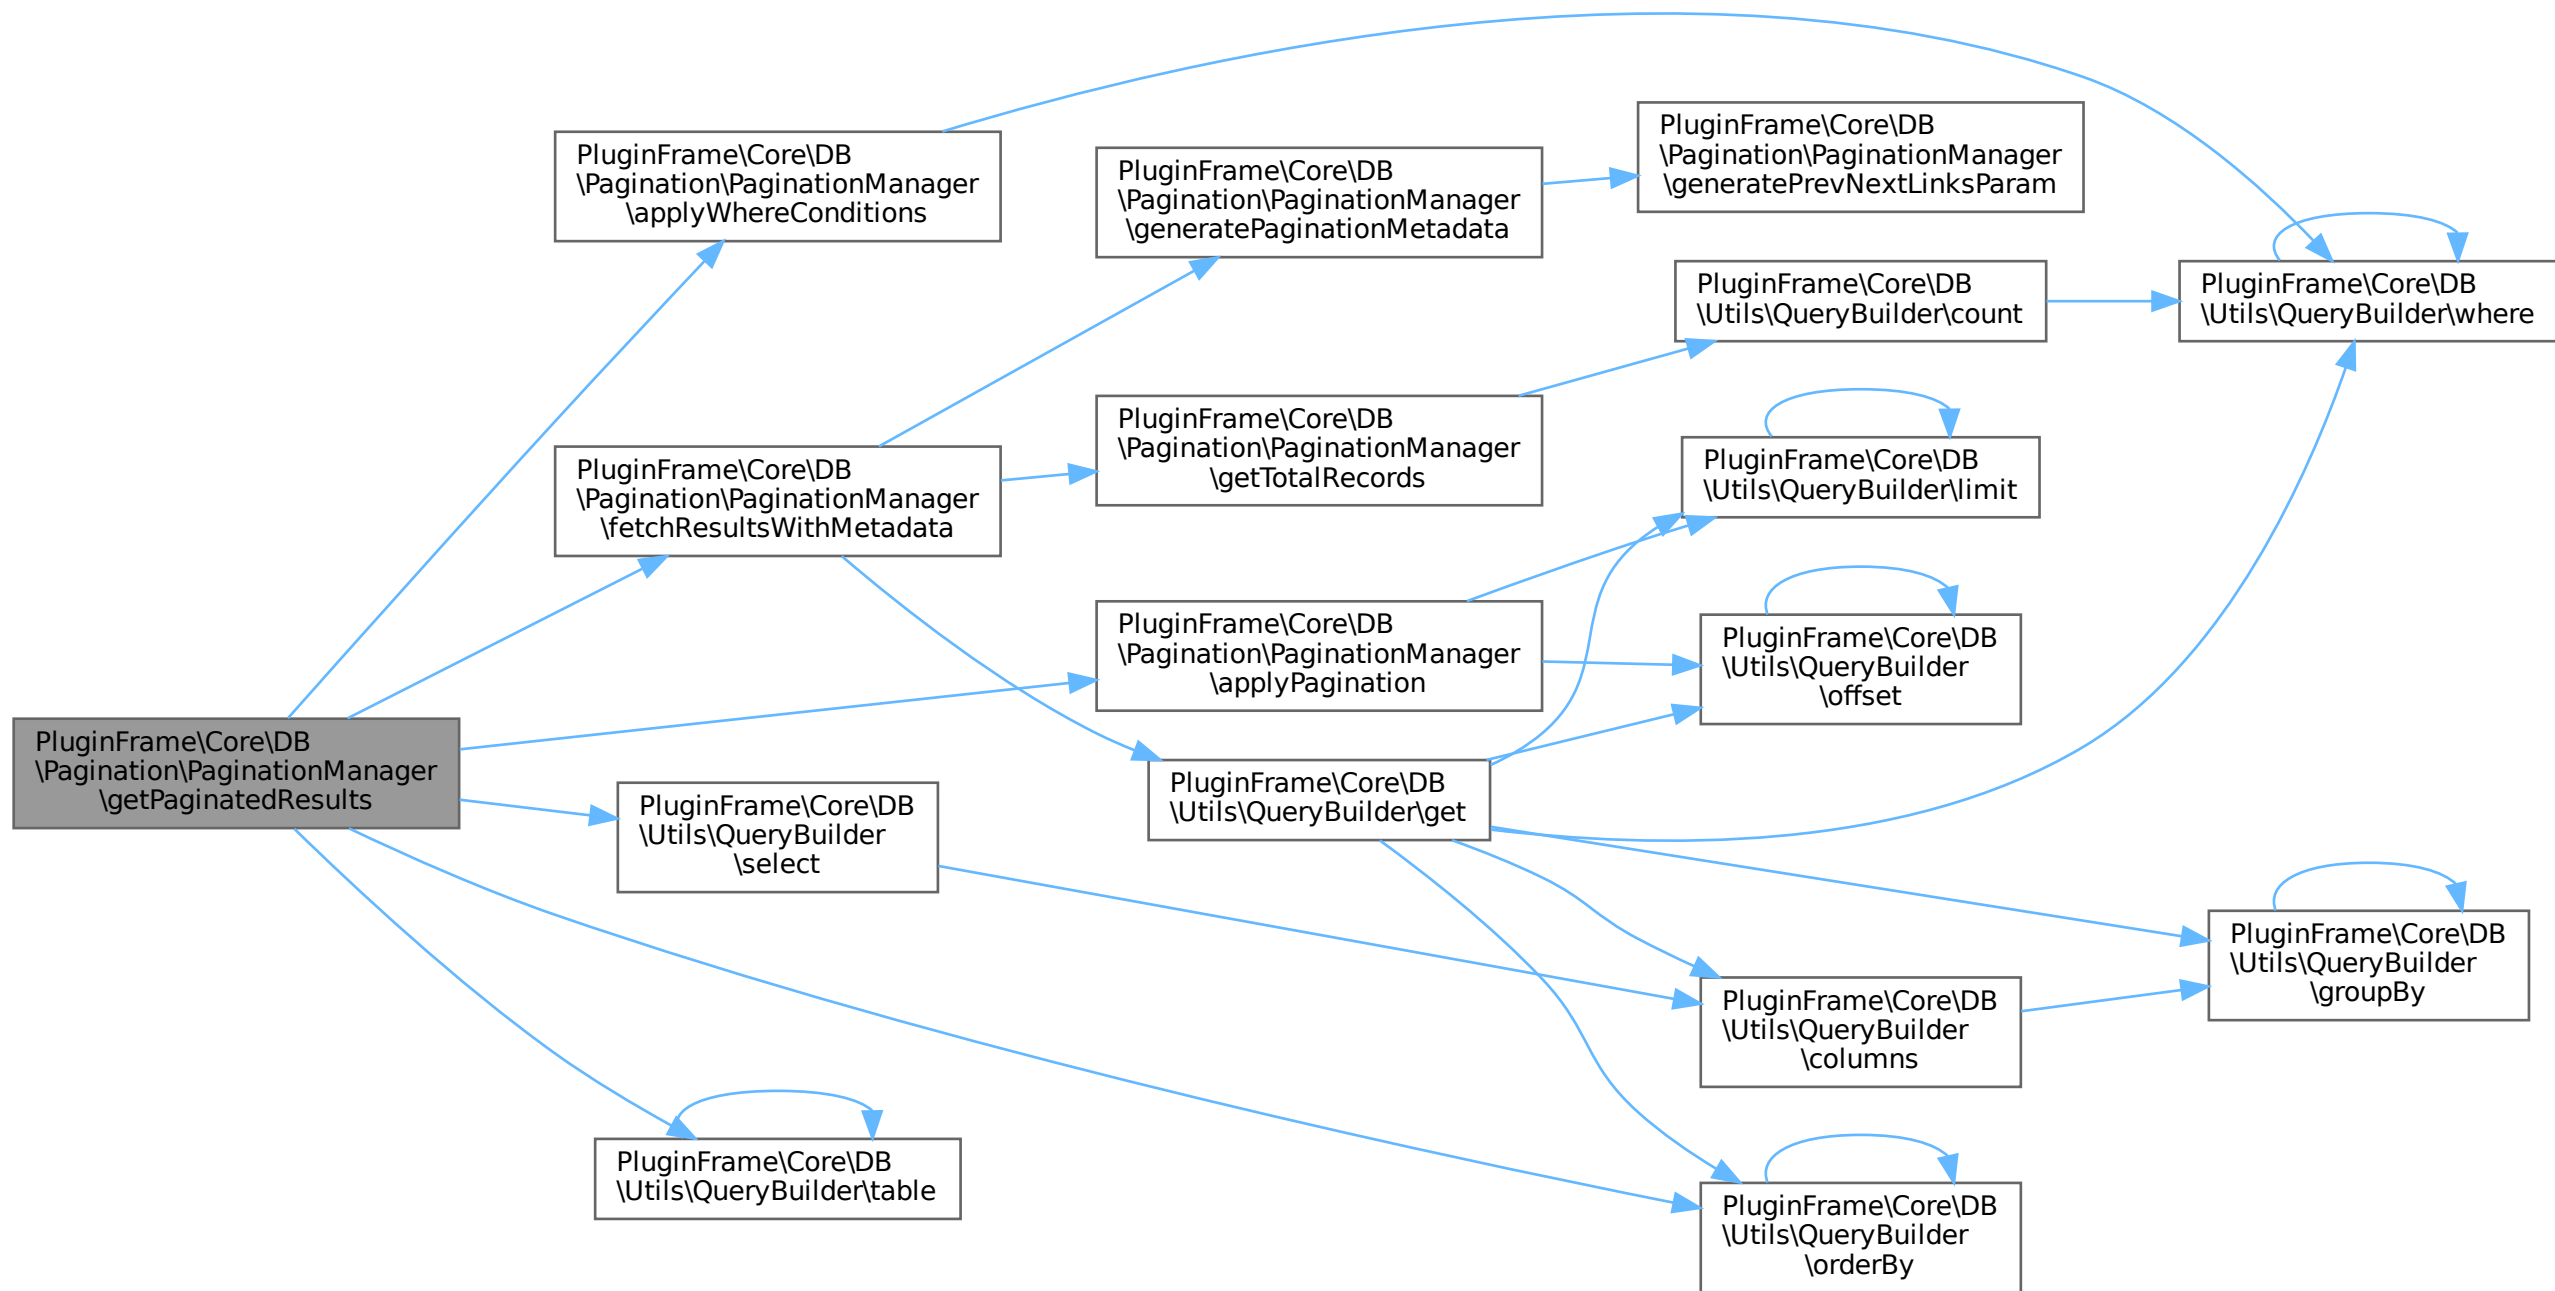 PluginFrame\Core\DB
\Pagination\PaginationManager
\getPaginatedResults
PluginFrame\Core\DB
\Pagination\PaginationManager
\applyWhereConditions
PluginFrame\Core\DB
\Pagination\PaginationManager
\fetchResultsWithMetadata
PluginFrame\Core\DB
\Utils\QueryBuilder
\select
PluginFrame\Core\DB
\Utils\QueryBuilder\table
PluginFrame\Core\DB
\Pagination\PaginationManager
\generatePaginationMetadata
PluginFrame\Core\DB
\Pagination\PaginationManager
\getTotalRecords
PluginFrame\Core\DB
\Pagination\PaginationManager
\applyPagination
PluginFrame\Core\DB
\Utils\QueryBuilder\get
PluginFrame\Core\DB
\Pagination\PaginationManager
\generatePrevNextLinksParam
PluginFrame\Core\DB
\Utils\QueryBuilder\count
PluginFrame\Core\DB
\Utils\QueryBuilder\limit
PluginFrame\Core\DB
\Utils\QueryBuilder
\offset
PluginFrame\Core\DB
\Utils\QueryBuilder
\columns
PluginFrame\Core\DB
\Utils\QueryBuilder
\orderBy
PluginFrame\Core\DB
\Utils\QueryBuilder\where
PluginFrame\Core\DB
\Utils\QueryBuilder
\groupBy